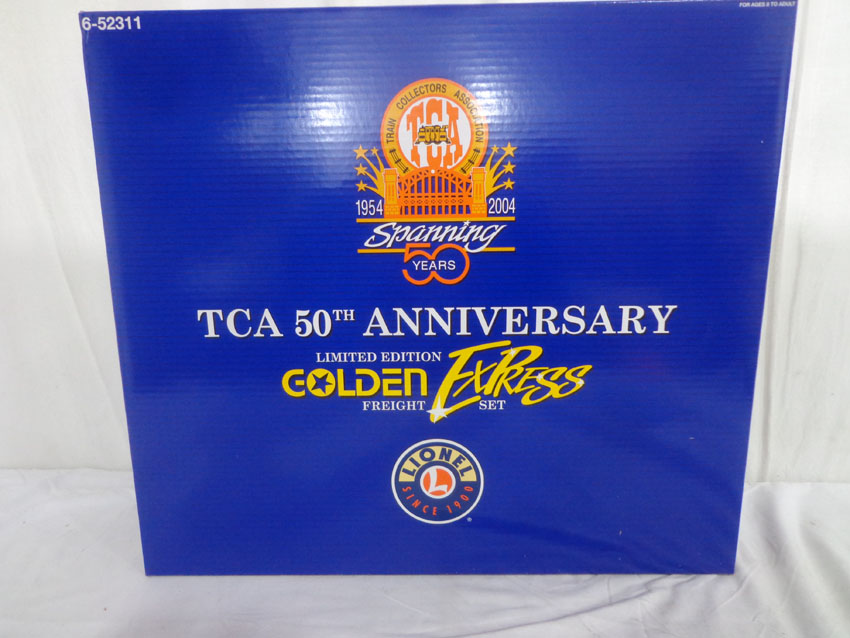 6-52311
FOR AGES 8 TO ADULT
TRAIN COLLECTORS ASSOCIATION
TCA
1954 2004
Spanning
50
YEARS
TCA 50TH ANNIVERSARY
LIMITED EDITION
GOLDEN EXPRESS
FREIGHT SET
LIONEL
L
SINCE 1900
®